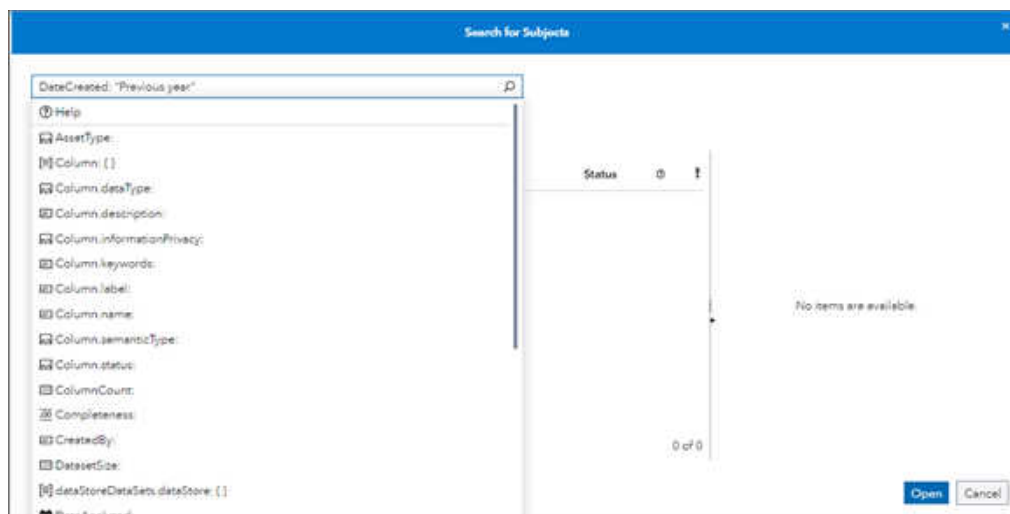 Search for Subjects
DateCreated: "Previous year"
Help
AssetType:
Column: { }
Column.dataType:
Column.description:
Column.informationPrivacy:
Column.keywords:
Column.label:
Column.name:
Column.semanticType:
Column.status:
ColumnCount:
Completeness:
CreatedBy:
DatasetSize:
dataStoreDataSets.dataStore: { }
Status
No items are available.
0 of 0
Open Cancel